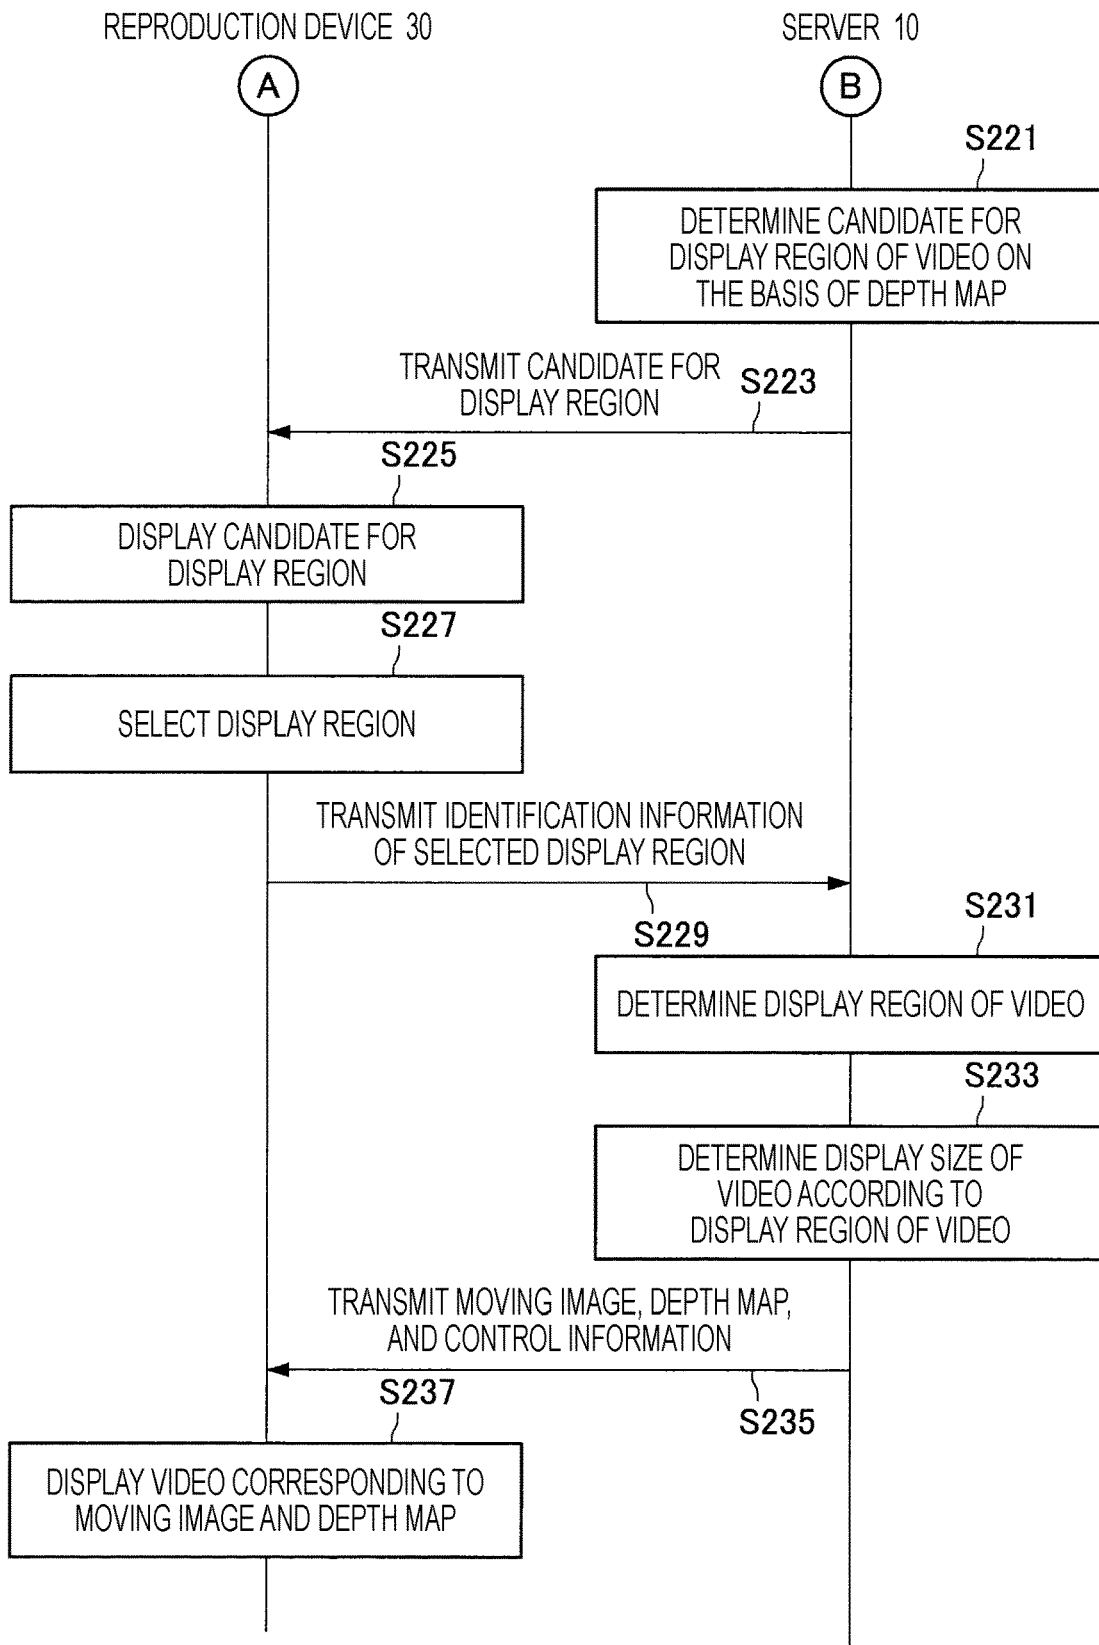 REPRODUCTION DEVICE 30
SERVER 10
A
B
S221
DETERMINE CANDIDATE FOR
DISPLAY REGION OF VIDEO ON
THE BASIS OF DEPTH MAP
TRANSMIT CANDIDATE FOR
DISPLAY REGION
S223
S225
DISPLAY CANDIDATE FOR
DISPLAY REGION
S227
SELECT DISPLAY REGION
TRANSMIT IDENTIFICATION INFORMATION
OF SELECTED DISPLAY REGION
S229
S231
DETERMINE DISPLAY REGION OF VIDEO
S233
DETERMINE DISPLAY SIZE OF
VIDEO ACCORDING TO
DISPLAY REGION OF VIDEO
TRANSMIT MOVING IMAGE, DEPTH MAP,
AND CONTROL INFORMATION
S235
S237
DISPLAY VIDEO CORRESPONDING TO
MOVING IMAGE AND DEPTH MAP